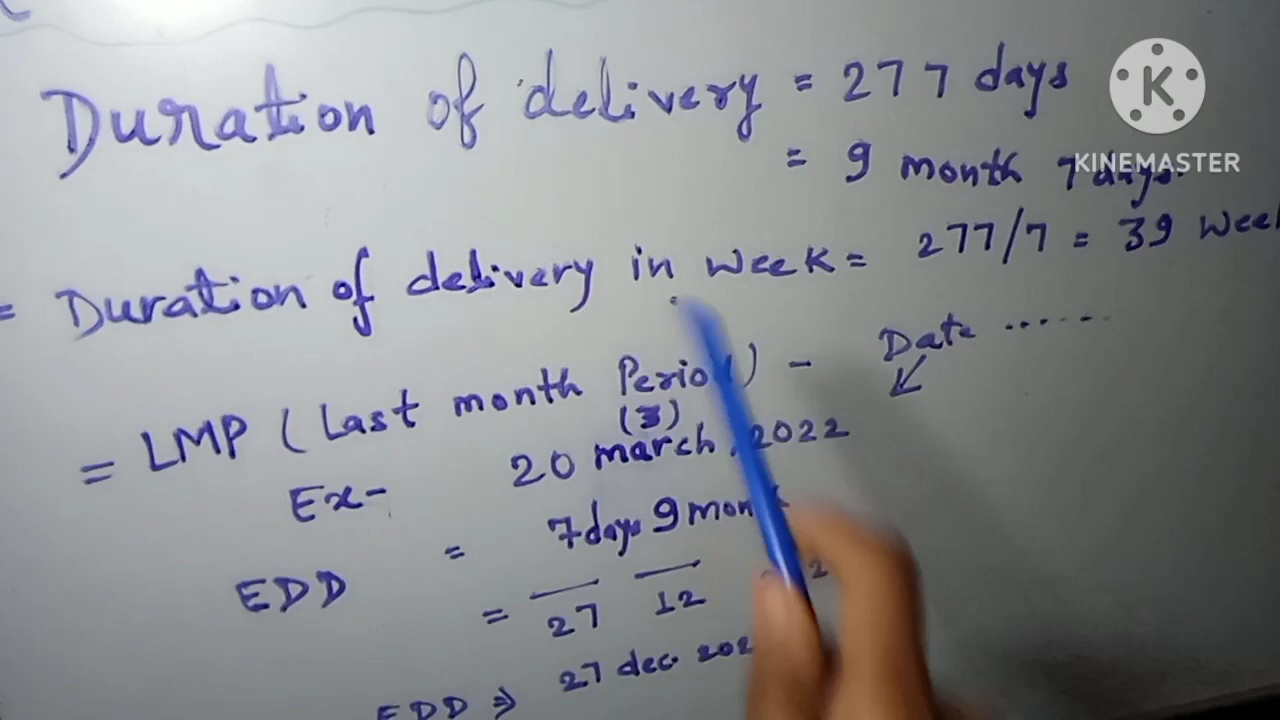 Duration of delivery = 277 days
= 9 month 7 days.
KINEMASTER
= Duration of delivery in week = 277/7 = 39 week
= LMP (Last month Period) - Date ......
(3)
Ex- 20 march, 2022
= 7 days 9 month
EDD = 27 12
EDD ⇒ 27 dec 202